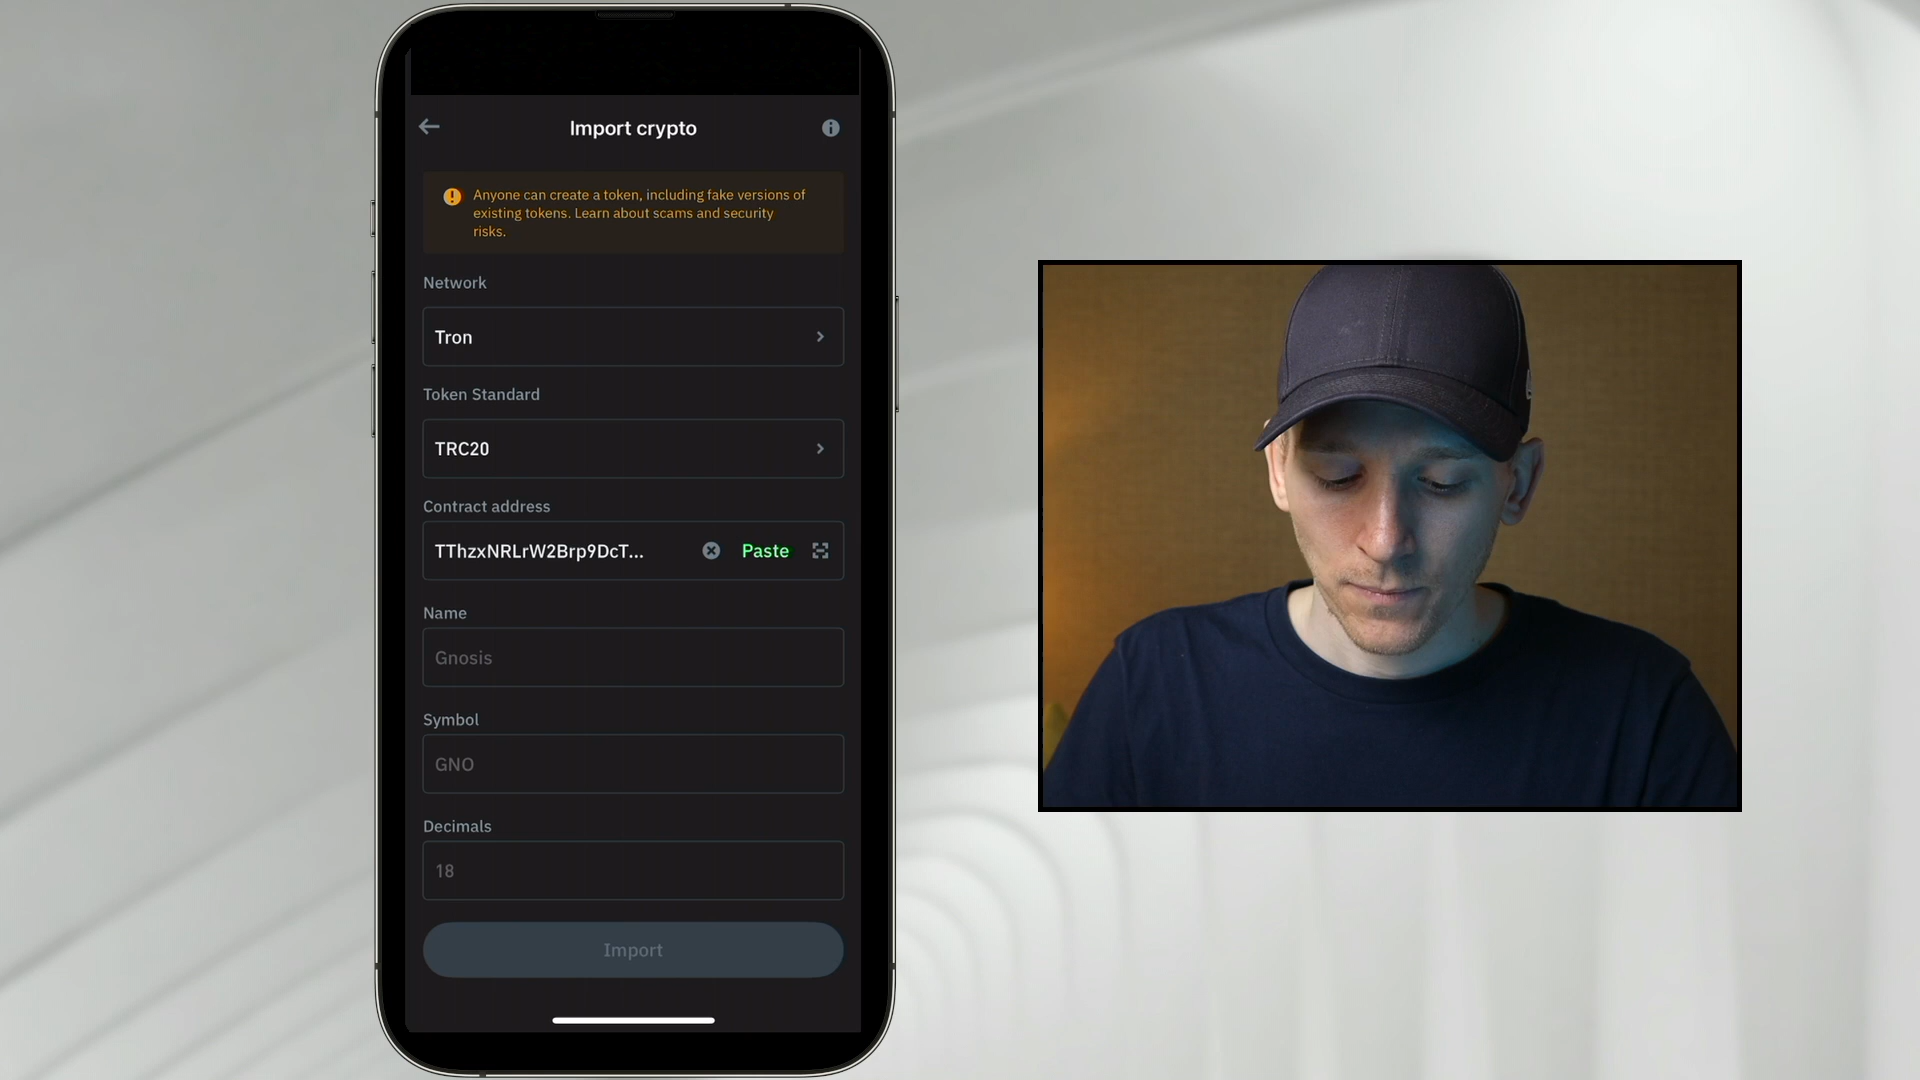 Import crypto
Anyone can create a token, including fake versions of
existing tokens. Learn about scams and security
risks.
Network
Tron
Token Standard
TRC20
Contract address
TThzxNRLrW2Brp9DcT...
Paste
Name
Gnosis
Symbol
GNO
Decimals
18
Import